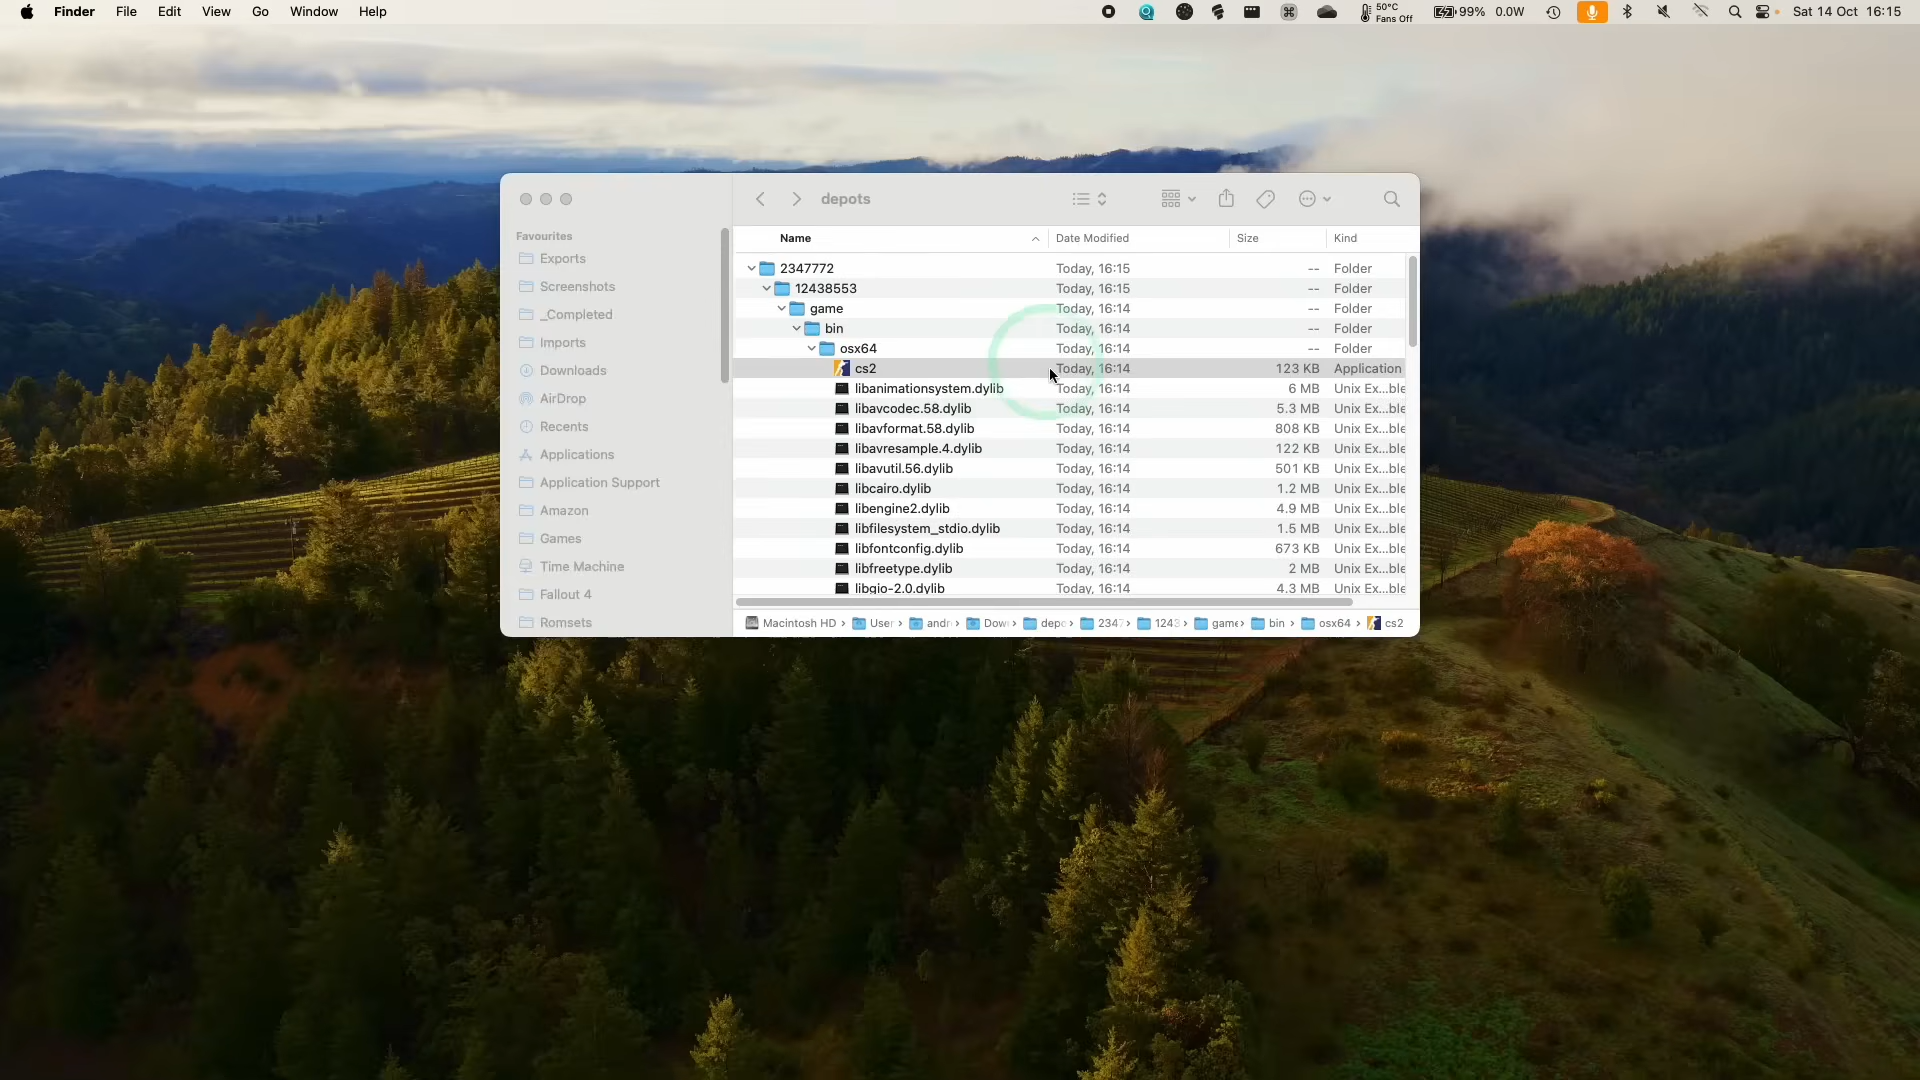 Finder File Edit View Go Window Help 50°C Fans Off 99% 0.0W Sat 14 Oct 16:15
depots
Favourites
Exports
Screenshots
_Completed
Imports
Downloads
AirDrop
Recents
Applications
Application Support
Amazon
Games
Time Machine
Fallout 4
Romsets
Name Date Modified Size Kind
2347772 Today, 16:15 -- Folder
12438553 Today, 16:15 -- Folder
game Today, 16:14 -- Folder
bin Today, 16:14 -- Folder
osx64 Today, 16:14 -- Folder
cs2 Today, 16:14 123 KB Application
libanimationsystem.dylib Today, 16:14 6 MB Unix Ex...ble
libavcodec.58.dylib Today, 16:14 5.3 MB Unix Ex...ble
libavformat.58.dylib Today, 16:14 808 KB Unix Ex...ble
libavresample.4.dylib Today, 16:14 122 KB Unix Ex...ble
libavutil.56.dylib Today, 16:14 501 KB Unix Ex...ble
libcairo.dylib Today, 16:14 1.2 MB Unix Ex...ble
libengine2.dylib Today, 16:14 4.9 MB Unix Ex...ble
libfilesystem_stdio.dylib Today, 16:14 1.5 MB Unix Ex...ble
libfontconfig.dylib Today, 16:14 673 KB Unix Ex...ble
libfreetype.dylib Today, 16:14 2 MB Unix Ex...ble
libgio-2.0.dylib Today, 16:14 4.3 MB Unix Ex...ble
Macintosh HD › User › andr › Dow › depo › 2347 › 1243 › game › bin › osx64 › cs2